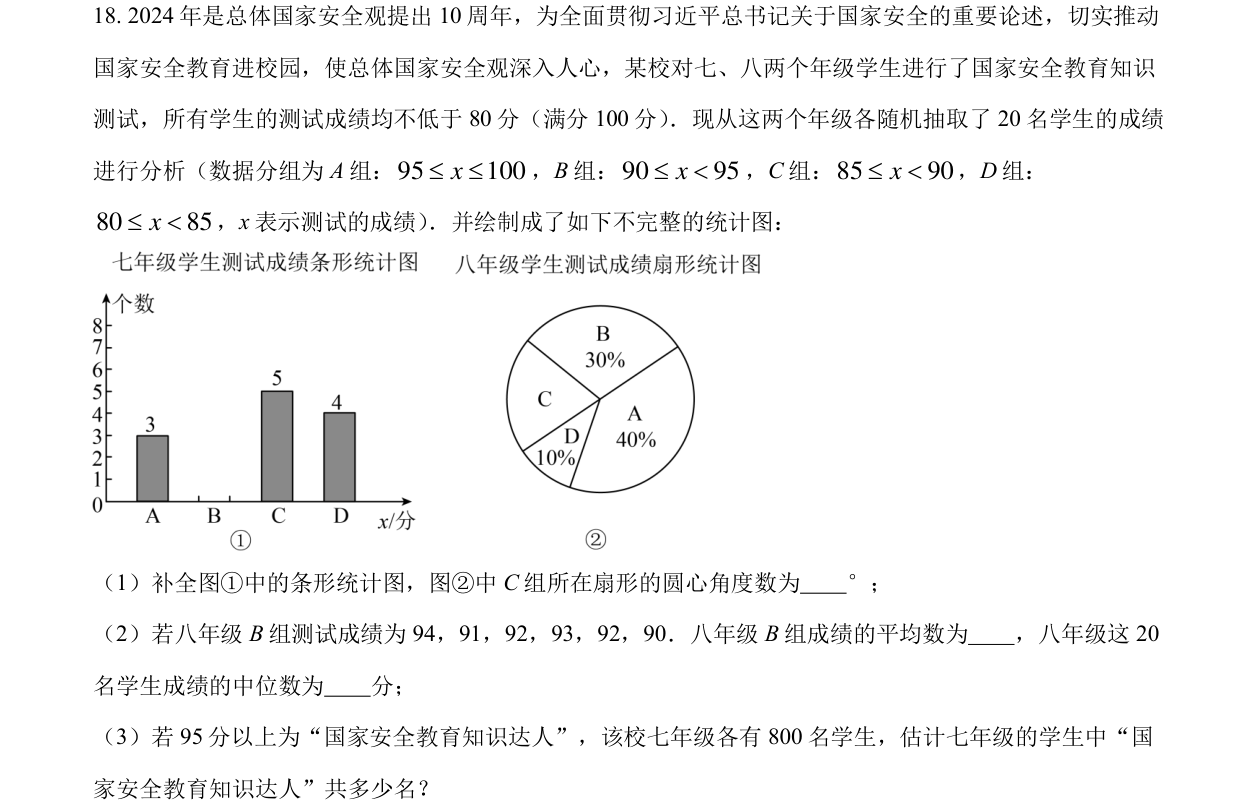 18. 2024 年是总体国家安全观提出 10 周年，为全面贯彻习近平总书记关于国家安全的重要论述，切实推动
国家安全教育进校园，使总体国家安全观深入人心，某校对七、八两个年级学生进行了国家安全教育知识
测试，所有学生的测试成绩均不低于 80 分（满分 100 分）．现从这两个年级各随机抽取了 20 名学生的成绩
进行分析（数据分组为 A 组：95≤x≤100，B 组：90≤x<95，C 组：85≤x<90，D 组：
80≤x<85，x 表示测试的成绩）．并绘制成了如下不完整的统计图：
七年级学生测试成绩条形统计图 八年级学生测试成绩扇形统计图
个数
8
7
6
5
4
3
2
1
0
3
5
4
A B C D x/分
①
B
30%
C
A
40%
D
10%
②
（1）补全图①中的条形统计图，图②中 C 组所在扇形的圆心角度数为____°；
（2）若八年级 B 组测试成绩为 94，91，92，93，92，90．八年级 B 组成绩的平均数为____，八年级这 20
名学生成绩的中位数为____分；
（3）若 95 分以上为“国家安全教育知识达人”，该校七年级各有 800 名学生，估计七年级的学生中“国
家安全教育知识达人”共多少名？